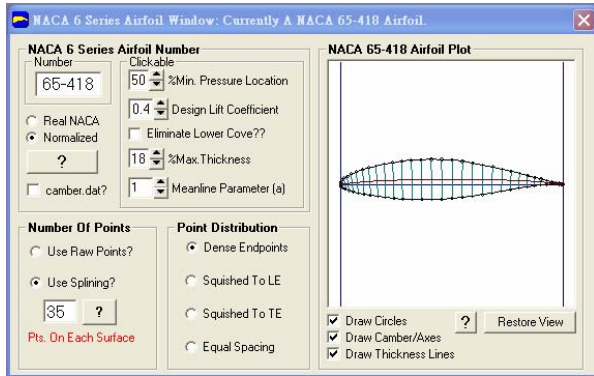 NACA 6 Series Airfoil Window: Currently A NACA 65-418 Airfoil.
NACA 6 Series Airfoil Number
Number
65-418
Real NACA
Normalized
?
camber.dat?
Clickable
50 %Min. Pressure Location
0.4 Design Lift Coefficient
Eliminate Lower Cove??
18 %Max.Thickness
1 Meanline Parameter (a)
Number Of Points
Use Raw Points?
Use Splining?
35 ?
Pts. On Each Surface
Point Distribution
Dense Endpoints
Squished To LE
Squished To TE
Equal Spacing
NACA 65-418 Airfoil Plot
Draw Circles
Draw Camber/Axes
Draw Thickness Lines
? Restore View